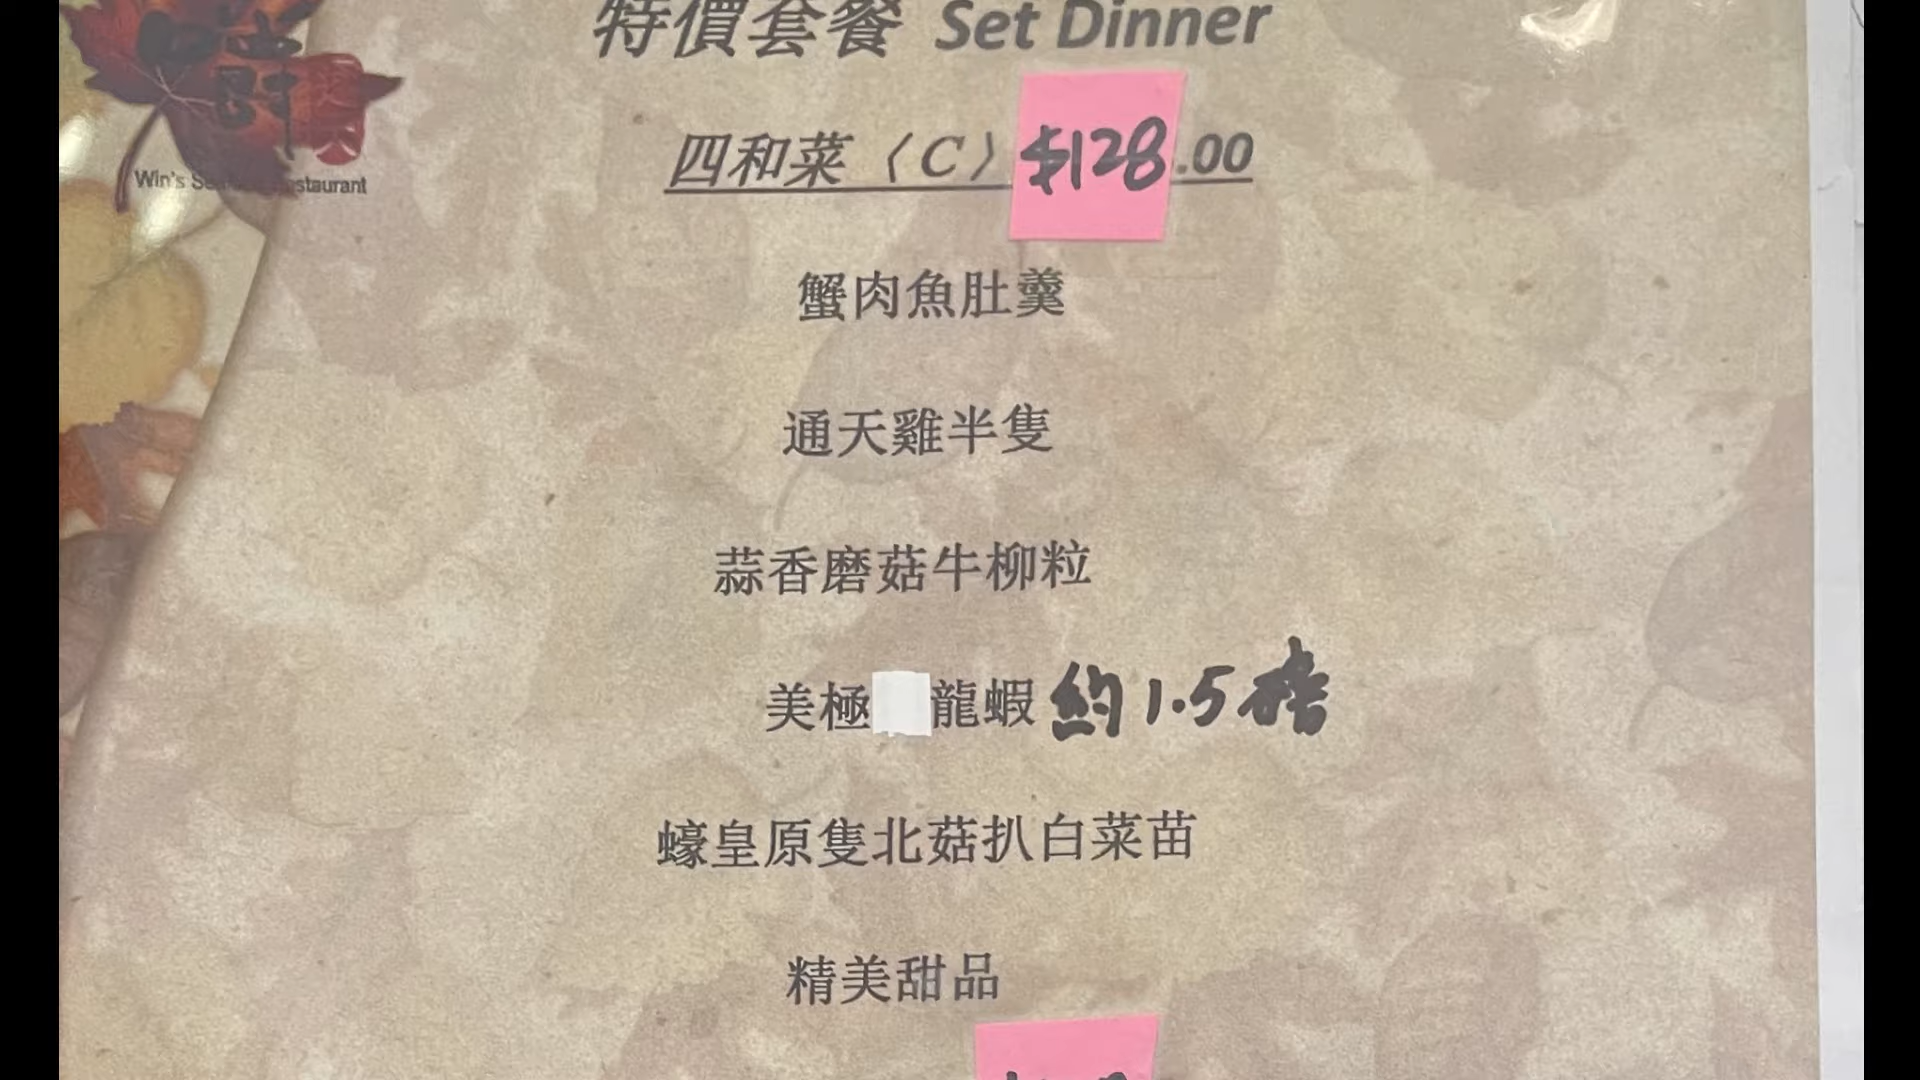 特價套餐 Set Dinner
四和菜〈C〉$128.00
Win's Restaurant
蟹肉魚肚羹
通天雞半隻
蒜香磨菇牛柳粒
美極龍蝦 約1.5磅
蠔皇原隻北菇扒白菜苗
精美甜品